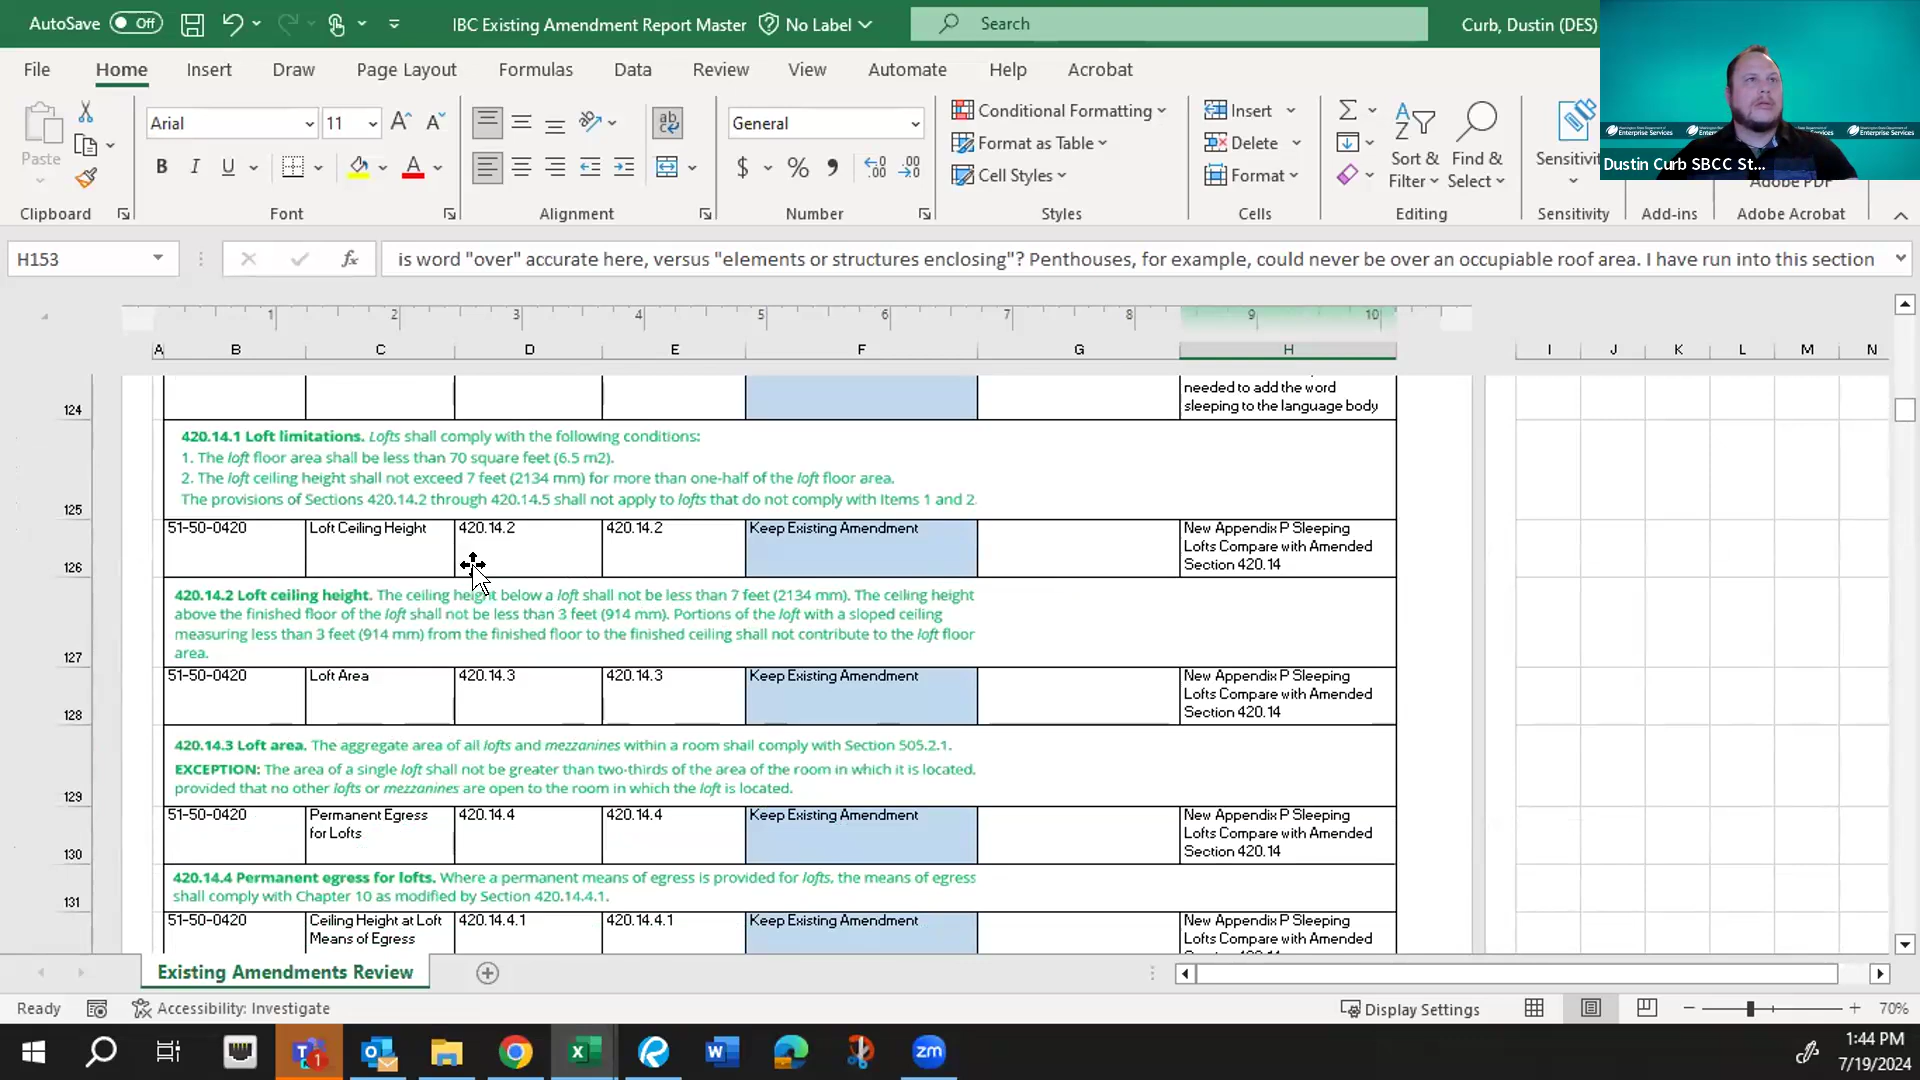 AutoSave Off
IBC Existing Amendment Report Master
No Label
Search
Curb, Dustin (DES)
File Home Insert Draw Page Layout Formulas Data Review View Automate Help Acrobat
Paste
Arial
11
General
Conditional Formatting
Format as Table
Cell Styles
Insert
Delete
Format
Sort &
Filter
Find &
Select
Sensitivity
Adobe PDF
Enterprise Services
Enterprise Services
Dustin Curb SBCC St...
Clipboard Font Alignment Number Styles Cells Editing Sensitivity Add-ins Adobe Acrobat
H153
fx
is word "over" accurate here, versus "elements or structures enclosing"? Penthouses, for example, could never be over an occupiable roof area. I have run into this section
1 2 3 4 5 6 7 8 9 10
A B C D E F G H I J K L M N
124
needed to add the word
sleeping to the language body
125
420.14.1 Loft limitations. Lofts shall comply with the following conditions:
1. The loft floor area shall be less than 70 square feet (6.5 m2).
2. The loft ceiling height shall not exceed 7 feet (2134 mm) for more than one-half of the loft floor area.
The provisions of Sections 420.14.2 through 420.14.5 shall not apply to lofts that do not comply with Items 1 and 2.
126
51-50-0420 Loft Ceiling Height 420.14.2 420.14.2 Keep Existing Amendment New Appendix P Sleeping
Lofts Compare with Amended
Section 420.14
127
420.14.2 Loft ceiling height. The ceiling height below a loft shall not be less than 7 feet (2134 mm). The ceiling height
above the finished floor of the loft shall not be less than 3 feet (914 mm). Portions of the loft with a sloped ceiling
measuring less than 3 feet (914 mm) from the finished floor to the finished ceiling shall not contribute to the loft floor
area.
128
51-50-0420 Loft Area 420.14.3 420.14.3 Keep Existing Amendment New Appendix P Sleeping
Lofts Compare with Amended
Section 420.14
129
420.14.3 Loft area. The aggregate area of all lofts and mezzanines within a room shall comply with Section 505.2.1.
EXCEPTION: The area of a single loft shall not be greater than two-thirds of the area of the room in which it is located,
provided that no other lofts or mezzanines are open to the room in which the loft is located.
130
51-50-0420 Permanent Egress
for Lofts
420.14.4 420.14.4 Keep Existing Amendment New Appendix P Sleeping
Lofts Compare with Amended
Section 420.14
131
420.14.4 Permanent egress for lofts. Where a permanent means of egress is provided for lofts, the means of egress
shall comply with Chapter 10 as modified by Section 420.14.4.1.
51-50-0420 Ceiling Height at Loft
Means of Egress
420.14.4.1 420.14.4.1 Keep Existing Amendment New Appendix P Sleeping
Lofts Compare with Amended
Existing Amendments Review
Ready
Accessibility: Investigate
Display Settings
70%
1
zm
1:44 PM
7/19/2024